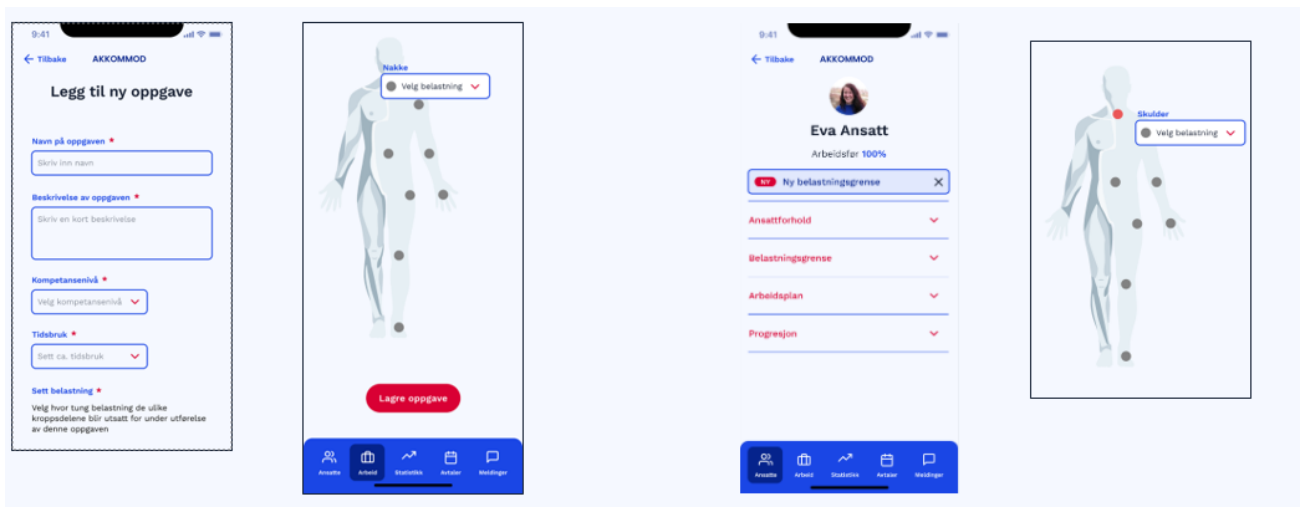 9:41
← Tilbake AKKOMMOD
Legg til ny oppgave
Navn på oppgaven *
Skriv inn navn
Beskrivelse av oppgaven *
Skriv en kort beskrivelse
Kompetansenivå *
Velg kompetansenivå
Tidsbruk *
Sett ca. tidsbruk
Sett belastning *
Velg hvor tung belastning de ulike
kroppsdelene blir utsatt for under utførelse
av denne oppgaven
Nakke
Velg belastning
Lagre oppgave
Ansatte Arbeid Statistikk Avtaler Meldinger
9:41
← Tilbake AKKOMMOD
Eva Ansatt
Arbeidsfør 100%
NY Ny belastningsgrense
Ansattforhold
Belastningsgrense
Arbeidsplan
Progresjon
Ansatte Arbeid Statistikk Avtaler Meldinger
Skulder
Velg belastning